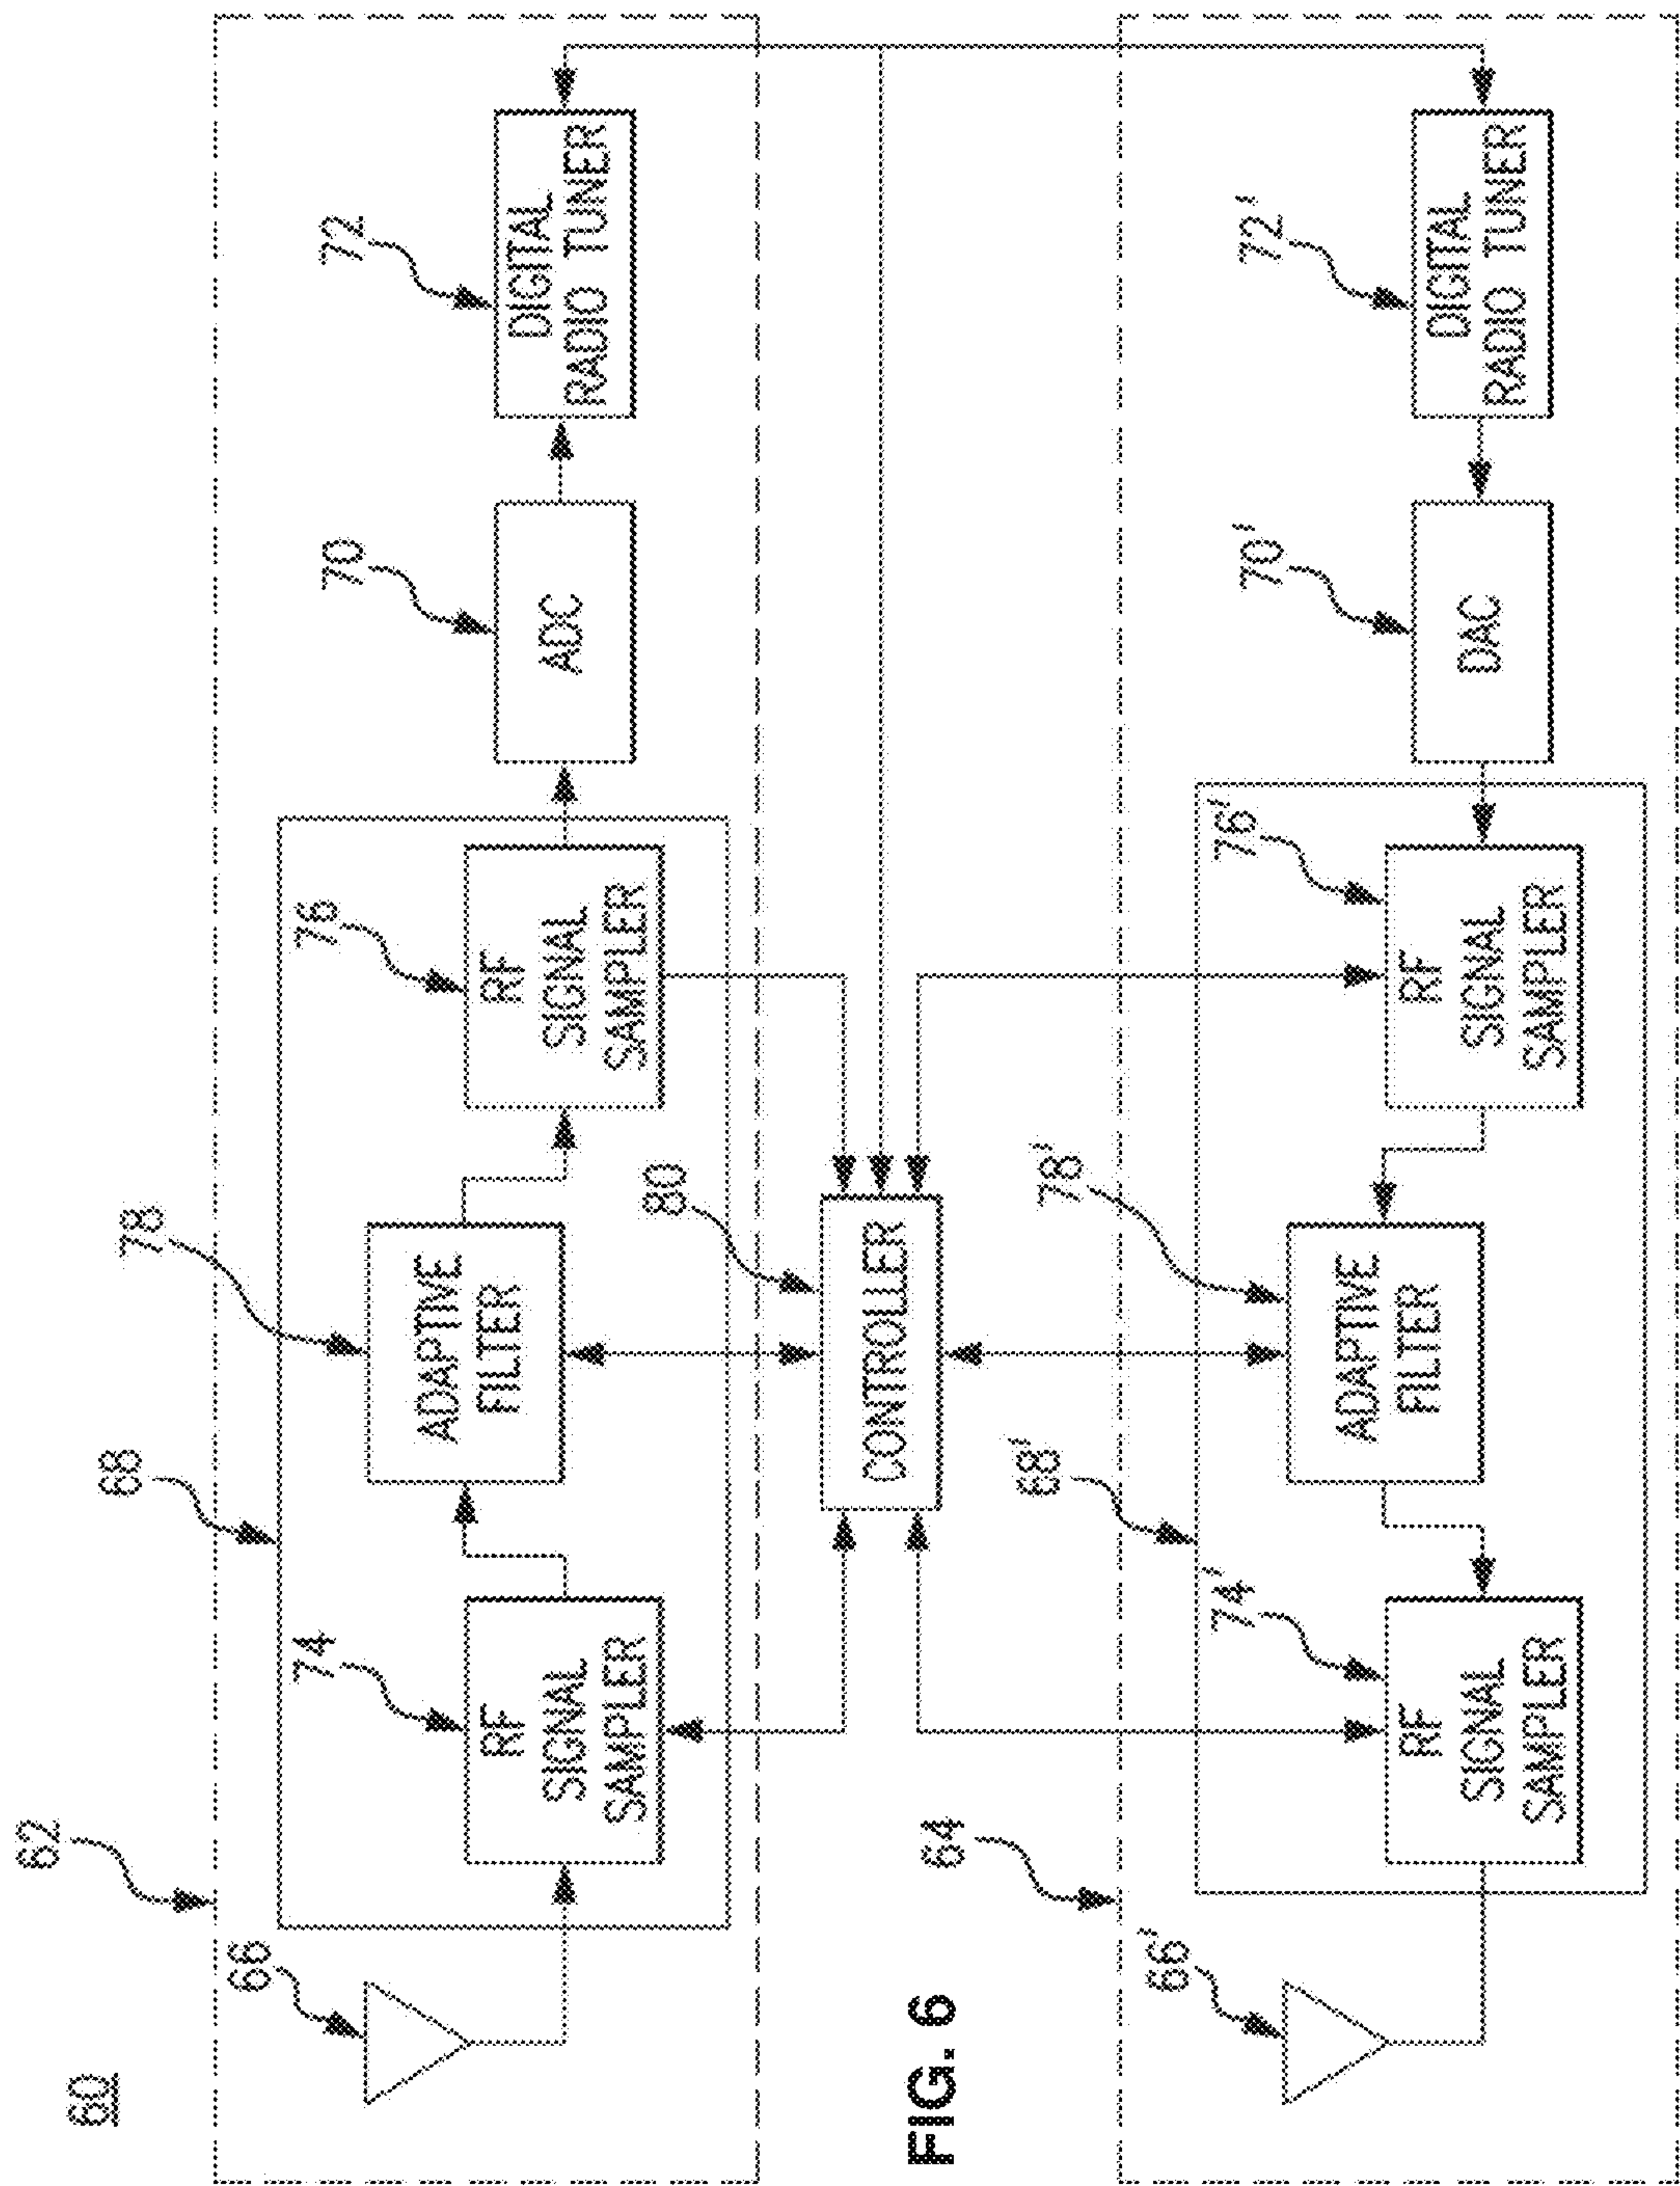 60
62
68
78
66
74
76
70
72
RF
SIGNAL
SAMPLER
ADAPTIVE
FILTER
RF
SIGNAL
SAMPLER
ADC
DIGITAL
RADIO TUNER
80
CONTROLLER
FIG. 6
64
68'
78'
66'
74'
76'
70'
72'
RF
SIGNAL
SAMPLER
ADAPTIVE
FILTER
RF
SIGNAL
SAMPLER
DAC
DIGITAL
RADIO TUNER